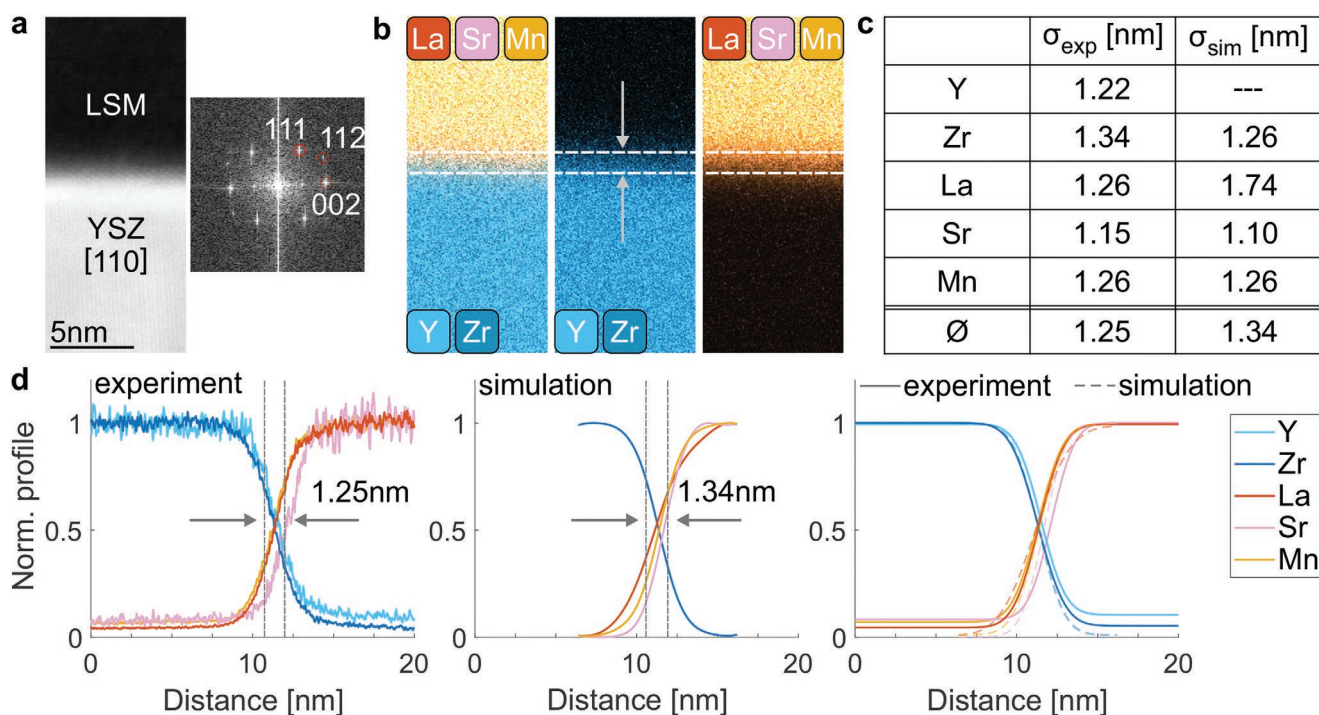 a
LSM
YSZ
[110]
5nm
111
112
002
b
La Sr Mn
La Sr Mn
Y Zr
Y Zr
c
σexp [nm] σsim [nm]
Y 1.22 ---
Zr 1.34 1.26
La 1.26 1.74
Sr 1.15 1.10
Mn 1.26 1.26
Ø 1.25 1.34
d
experiment
1
0.5
0
Norm. profile
1.25nm
0 10 20
Distance [nm]
simulation
1
0.5
0
1.34nm
0 10 20
Distance [nm]
experiment simulation
1
0.5
0
0 10 20
Distance [nm]
Y
Zr
La
Sr
Mn